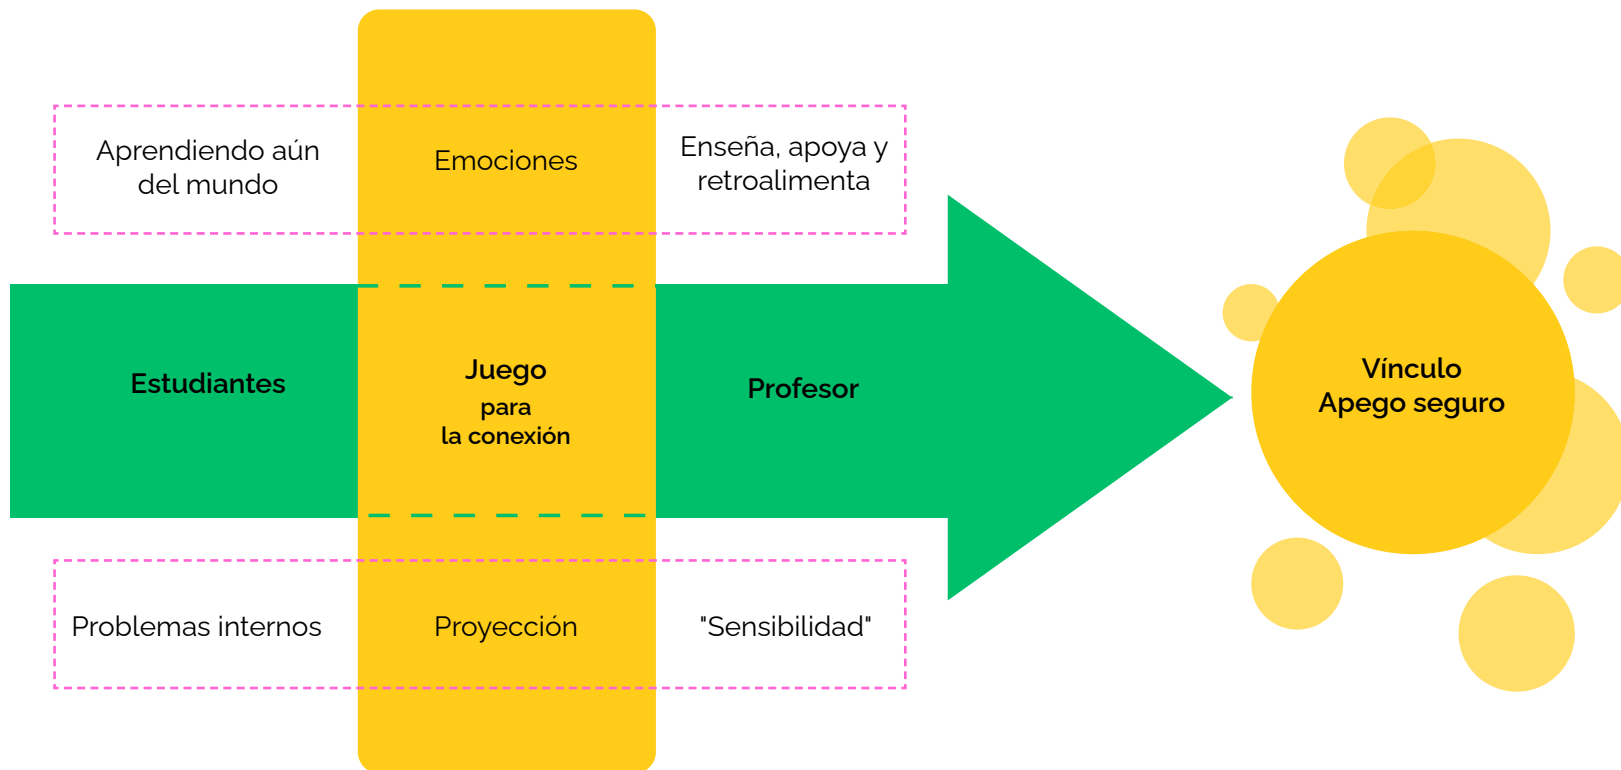 Aprendiendo aún
del mundo
Emociones
Enseña, apoya y
retroalimenta
Estudiantes
Juego
para
la conexión
Profesor
Vínculo
Apego seguro
Problemas internos
Proyección
"Sensibilidad"